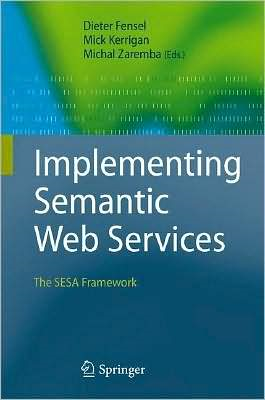 Dieter Fensel
Mick Kerrigan
Michal Zaremba (Eds.)
Implementing
Semantic
Web Services
The SESA Framework
Springer